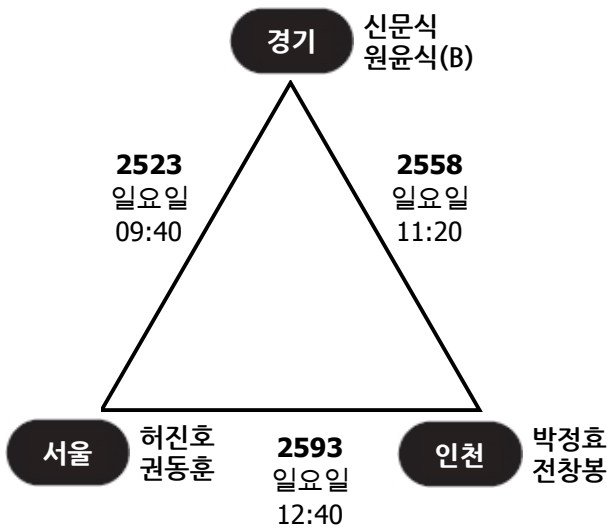 경기
신문식
원윤식(B)
2523
일요일
09:40
2558
일요일
11:20
서울
허진호
권동훈
2593
일요일
12:40
인천
박정효
전창봉